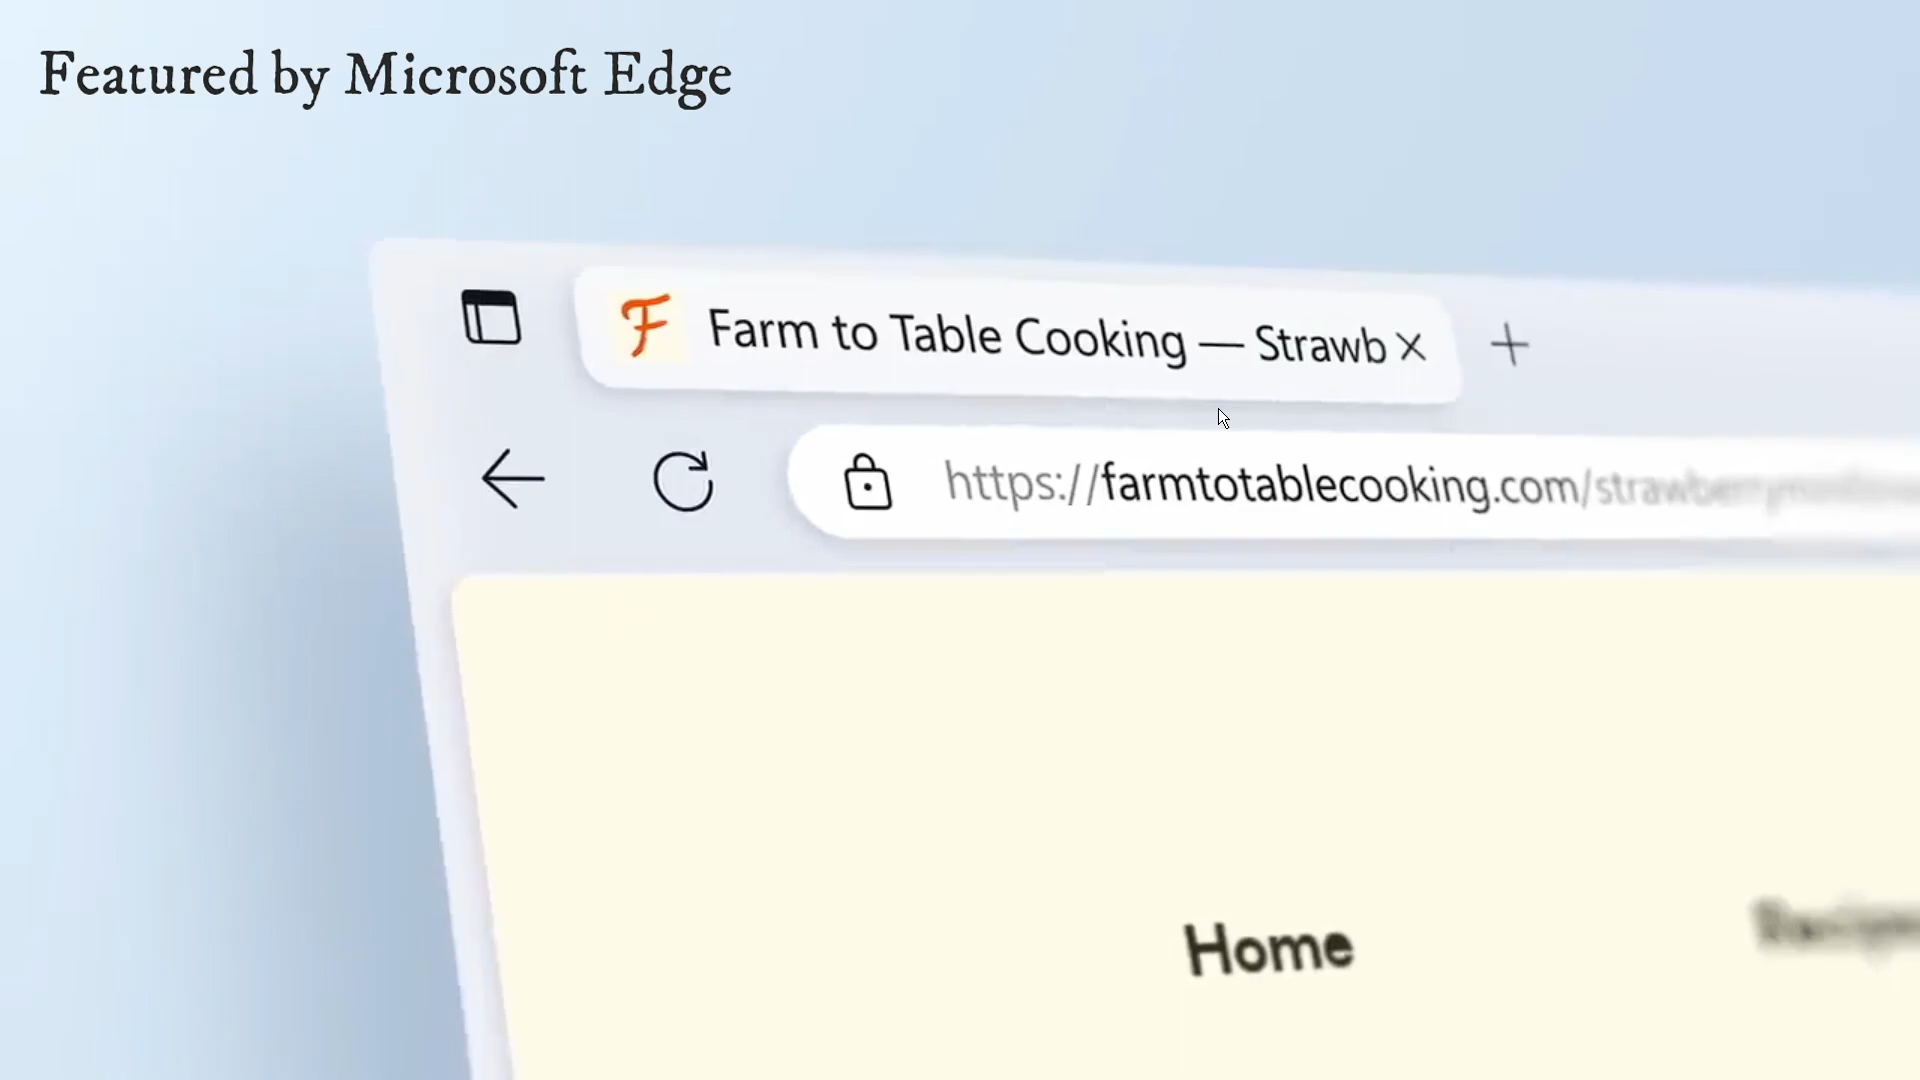 Featured by Microsoft Edge
F Farm to Table Cooking — Strawb
https://farmtotablecooking.com/
Home